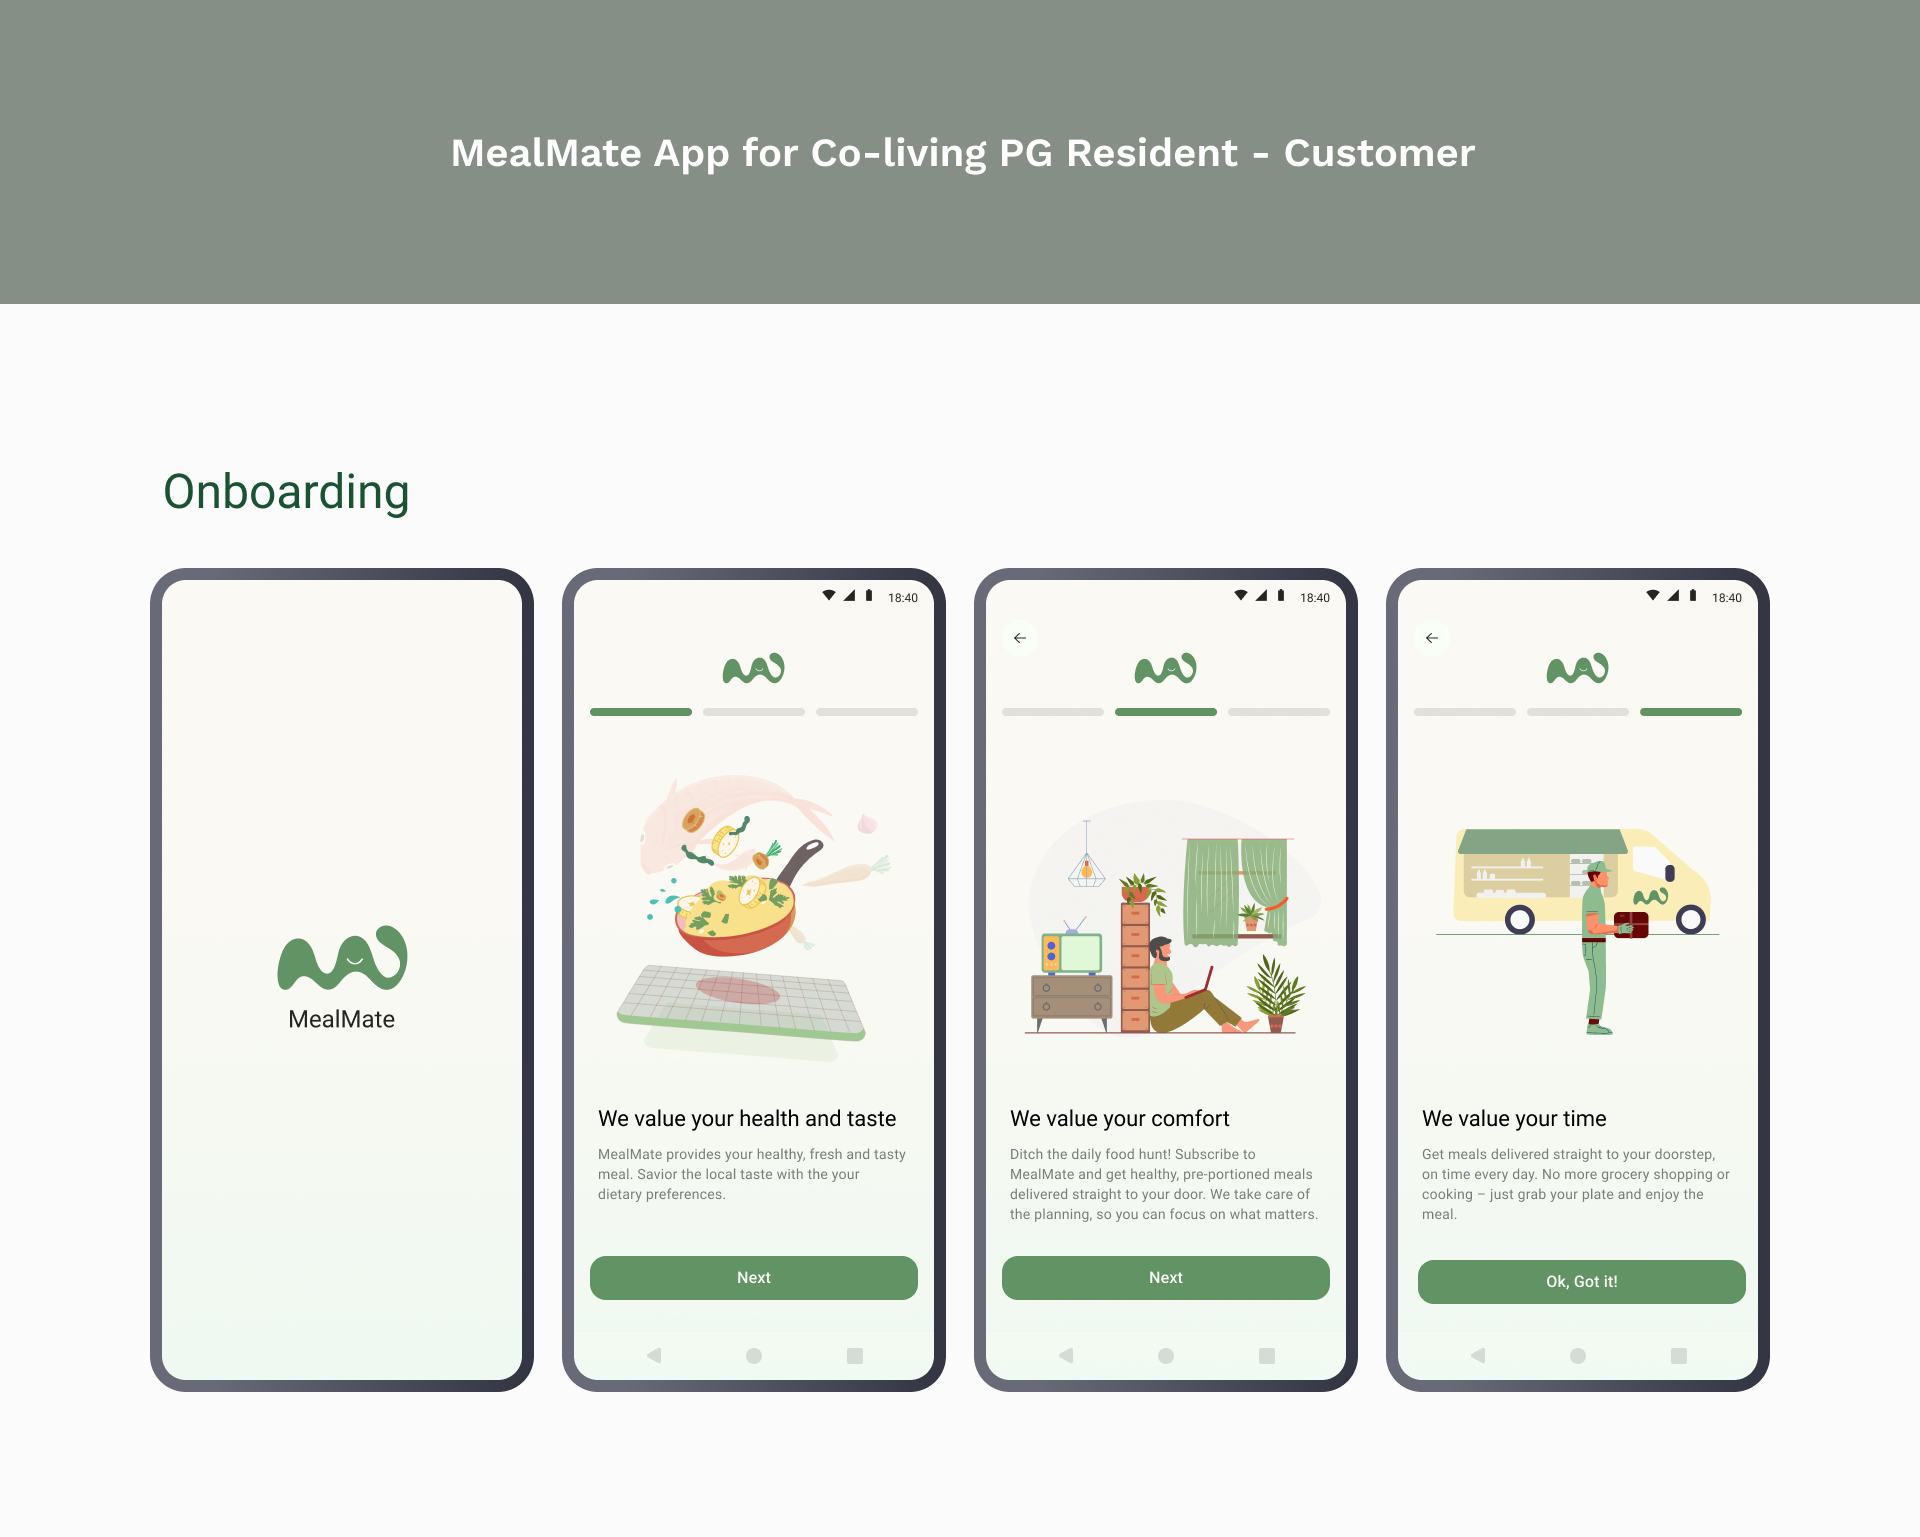 MealMate App for Co-living PG Resident - Customer
Onboarding
MealMate
18:40
We value your health and taste
MealMate provides your healthy, fresh and tasty
meal. Savior the local taste with the your
dietary preferences.
Next
18:40
We value your comfort
Ditch the daily food hunt! Subscribe to
MealMate and get healthy, pre-portioned meals
delivered straight to your door. We take care of
the planning, so you can focus on what matters.
Next
18:40
We value your time
Get meals delivered straight to your doorstep,
on time every day. No more grocery shopping or
cooking – just grab your plate and enjoy the
meal.
Ok, Got it!